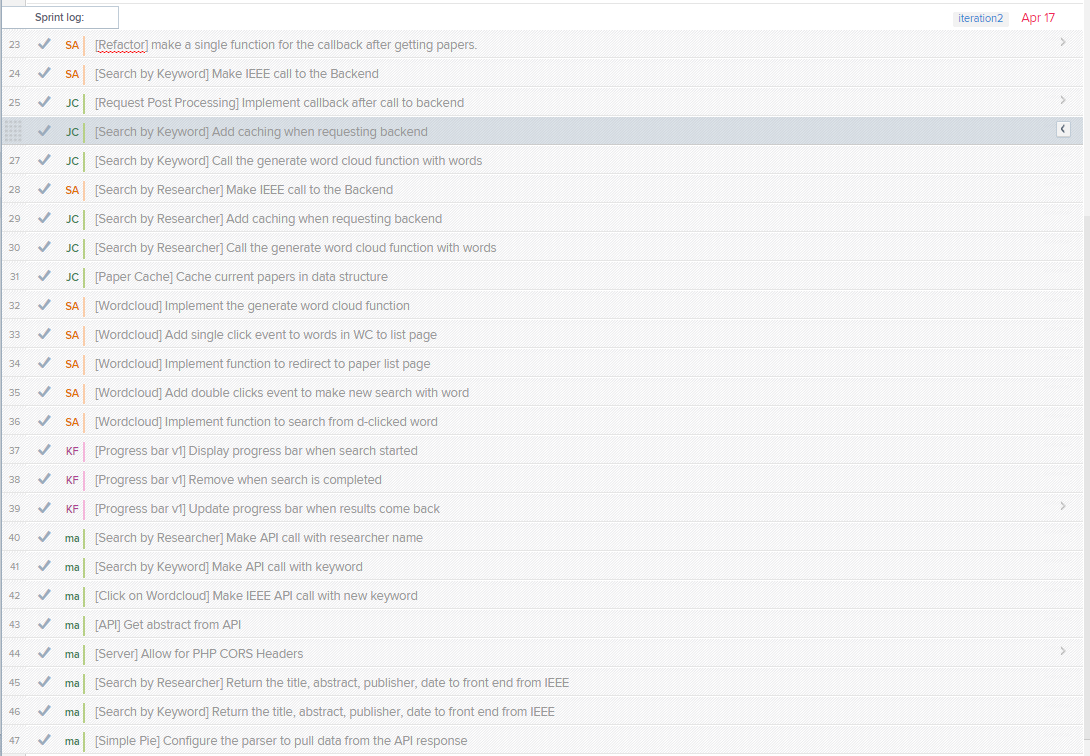 Sprint log:
iteration2 Apr 17
23 SA [Refactor] make a single function for the callback after getting papers.
24 SA [Search by Keyword] Make IEEE call to the Backend
25 JC [Request Post Processing] Implement callback after call to backend
JC [Search by Keyword] Add caching when requesting backend
27 JC [Search by Keyword] Call the generate word cloud function with words
28 SA [Search by Researcher] Make IEEE call to the Backend
29 JC [Search by Researcher] Add caching when requesting backend
30 JC [Search by Researcher] Call the generate word cloud function with words
31 JC [Paper Cache] Cache current papers in data structure
32 SA [Wordcloud] Implement the generate word cloud function
33 SA [Wordcloud] Add single click event to words in WC to list page
34 SA [Wordcloud] Implement function to redirect to paper list page
35 SA [Wordcloud] Add double clicks event to make new search with word
36 SA [Wordcloud] Implement function to search from d-clicked word
37 KF [Progress bar v1] Display progress bar when search started
38 KF [Progress bar v1] Remove when search is completed
39 KF [Progress bar v1] Update progress bar when results come back
40 ma [Search by Researcher] Make API call with researcher name
41 ma [Search by Keyword] Make API call with keyword
42 ma [Click on Wordcloud] Make IEEE API call with new keyword
43 ma [API] Get abstract from API
44 ma [Server] Allow for PHP CORS Headers
45 ma [Search by Researcher] Return the title, abstract, publisher, date to front end from IEEE
46 ma [Search by Keyword] Return the title, abstract, publisher, date to front end from IEEE
47 ma [Simple Pie] Configure the parser to pull data from the API response